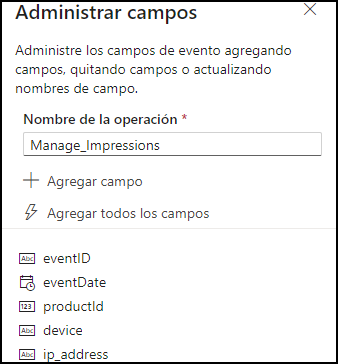 Administrar campos
Administre los campos de evento agregando
campos, quitando campos o actualizando
nombres de campo.
Nombre de la operación *
Manage_Impressions
Agregar campo
Agregar todos los campos
Abc eventID
eventDate
123 productId
Abc device
Abc ip_address